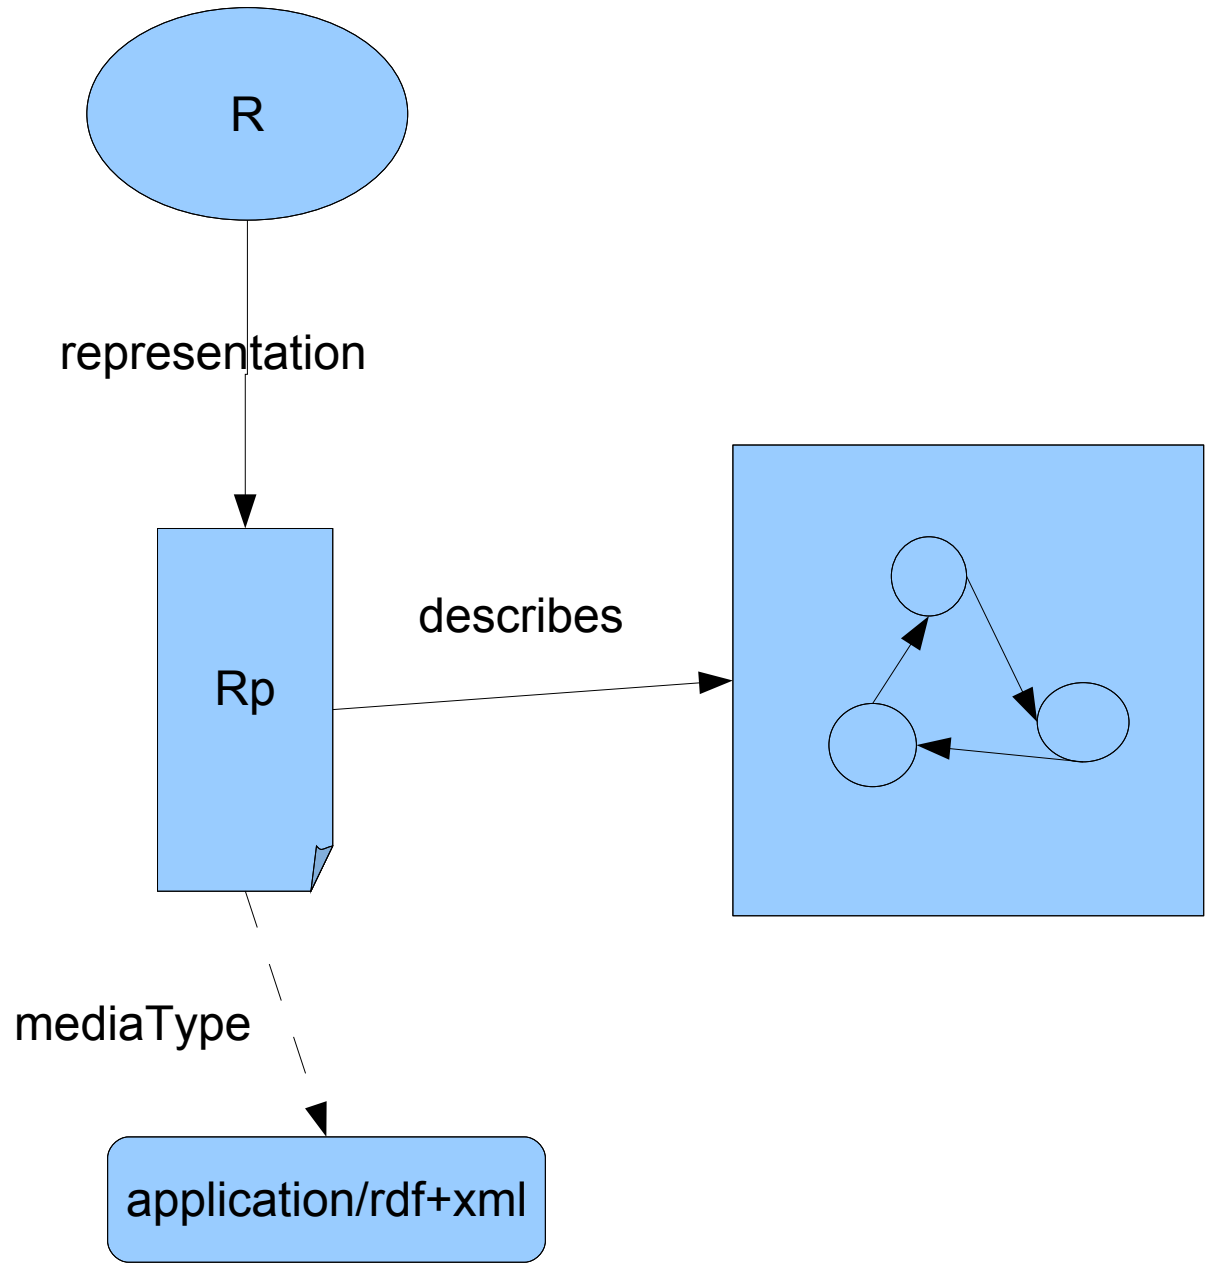 R
representation
describes
Rp
mediaType
application/rdf+xml